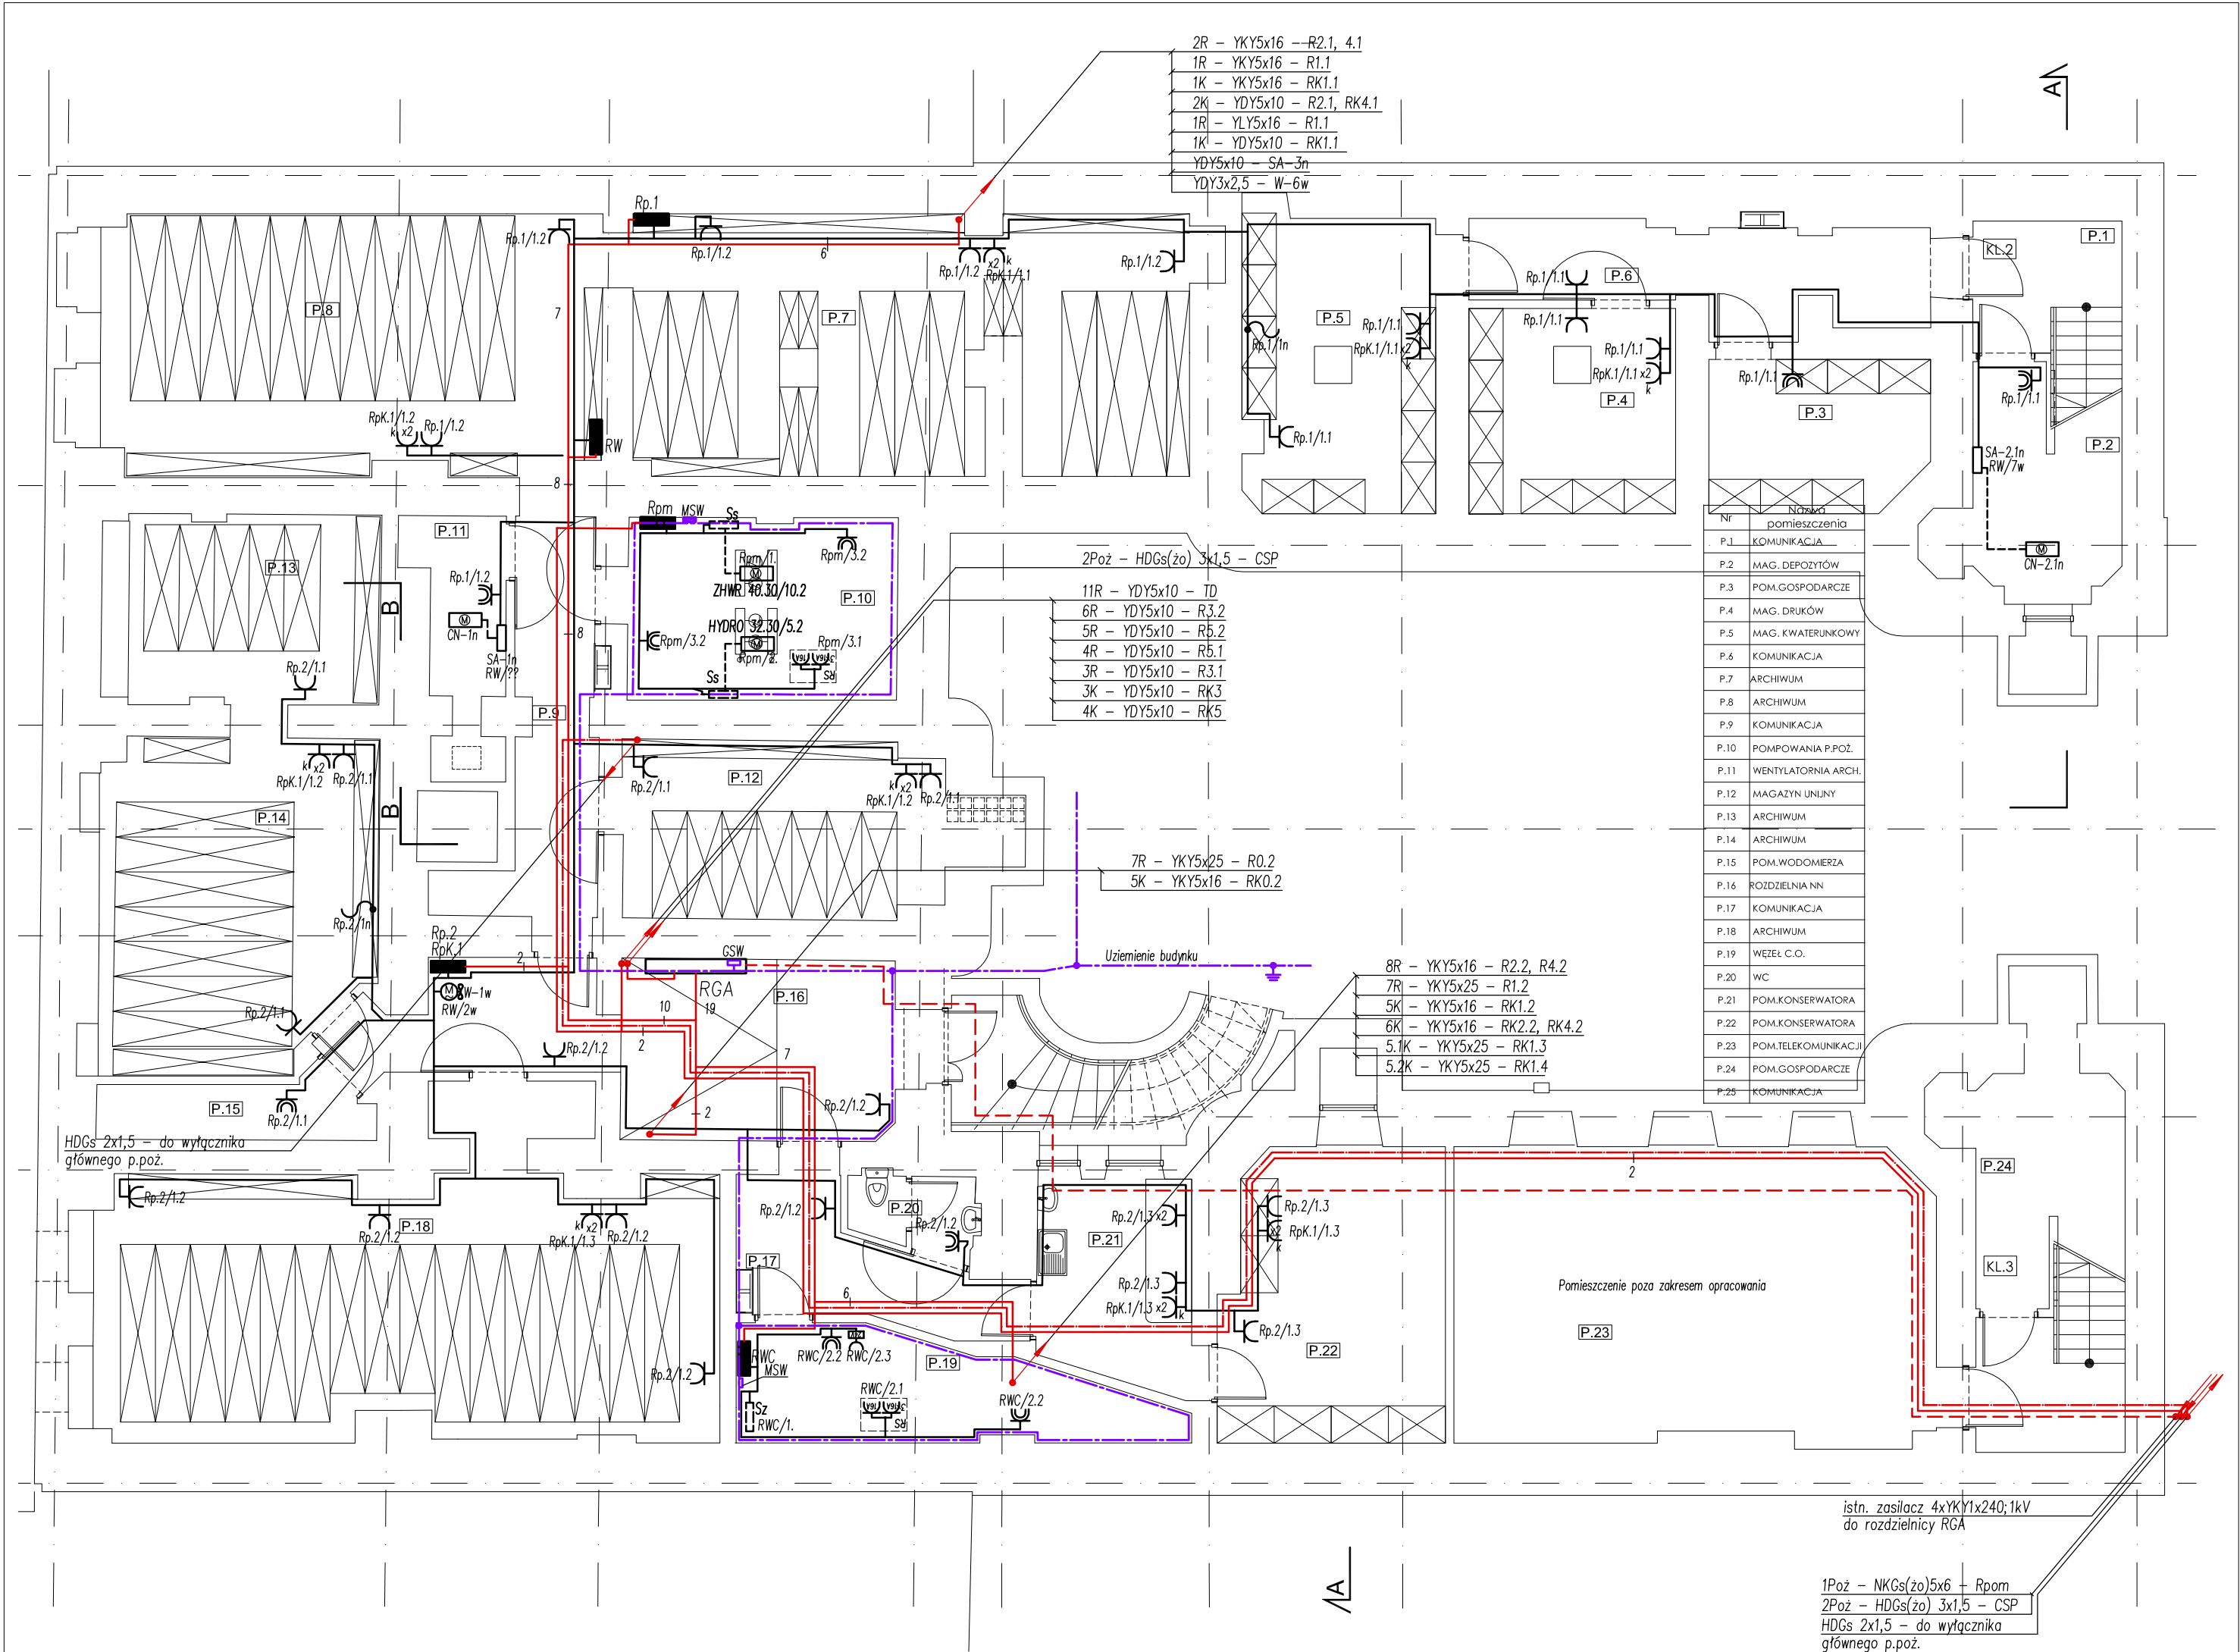 2R – YKY5x16 – R2.1, 4.1
1R – YKY5x16 – R1.1
1K – YKY5x16 – RK1.1
2K – YDY5x10 – R2.1, RK4.1
1R – YLY5x16 – R1.1
1K – YDY5x10 – RK1.1
YDY5x10 – SA-3n
YDY3x2,5 – W-6w
A
Rp.1
Rp.1/1.2
Rp.1/1.2
6
Rp.1/1.2
x2 k
RpK.1/1.1
Rp.1/1.2
KL.2
P.1
P.6
Rp.1/1.1
Rp.1/1.1
P.8
7
P.7
P.5
Rp.1/1n
Rp.1/1.1
RpK.1/1.1 x2
k
Rp.1/1.1
RpK.1/1.1 x2
k
P.4
Rp.1/1.1
P.3
Rp.1/1.1
P.2
RpK.1/1.2
k x2
Rp.1/1.2
RW
Rp.1/1.1
SA-2.1n
RW/7w
CN-2.1n
8
P.11
Rpm
MSW
Ss
Rpm/3.2
P.13
Rp.1/1.2
Rpm/1.
M
ZHWR 40.30/10.2
P.10
B
CN-1n
M
SA-1n
RW/??
8
HYDRO 32.30/5.2
M
Rpm/3.2
Rpm/2.
Rpm/3.1
RS
Ss
Rp.2/1.1
P.9
2Poż – HDGs(żo) 3x1,5 – CSP
11R – YDY5x10 – TD
6R – YDY5x10 – R3.2
5R – YDY5x10 – R5.2
4R – YDY5x10 – R5.1
3R – YDY5x10 – R3.1
3K – YDY5x10 – RK3
4K – YDY5x10 – RK5
Nr Nazwa pomieszczenia
P.1 KOMUNIKACJA
P.2 MAG. DEPOZYTÓW
P.3 POM.GOSPODARCZE
P.4 MAG. DRUKÓW
P.5 MAG. KWATERUNKOWY
P.6 KOMUNIKACJA
P.7 ARCHIWUM
P.8 ARCHIWUM
P.9 KOMUNIKACJA
P.10 POMPOWANIA P.POŻ.
P.11 WENTYLATORNIA ARCH.
P.12 MAGAZYN UNIJNY
P.13 ARCHIWUM
P.14 ARCHIWUM
P.15 POM.WODOMIERZA
P.16 ROZDZIELNIA NN
P.17 KOMUNIKACJA
P.18 ARCHIWUM
P.19 WĘZEŁ C.O.
P.20 WC
P.21 POM.KONSERWATORA
P.22 POM.KONSERWATORA
P.23 POM.TELEKOMUNIKACJI
P.24 POM.GOSPODARCZE
P.25 KOMUNIKACJA
k x2
RpK.1/1.2
Rp.2/1.1
Rp.2/1.1
P.12
k x2
RpK.1/1.2
Rp.2/1.1
B
P.14
7R – YKY5x25 – R0.2
5K – YKY5x16 – RK0.2
Rp.2/1n
Rp.2
RpK.1
2
GSW
RGA
P.16
Uziemienie budynku
M
RW/2w
Rp.2/1.1
10
19
2
7
Rp.2/1.2
8R – YKY5x16 – R2.2, R4.2
7R – YKY5x25 – R1.2
5K – YKY5x16 – RK1.2
6K – YKY5x16 – RK2.2, RK4.2
5.1K – YKY5x25 – RK1.3
5.2K – YKY5x25 – RK1.4
P.15
Rp.2/1.1
2
Rp.2/1.2
HDGs 2x1,5 – do wyłącznika
głównego p.poż.
2
P.24
Rp.2/1.2
Rp.2/1.2
P.18
k x2
RpK.1/1.3
Rp.2/1.2
Rp.2/1.2
P.20
Rp.2/1.2
Rp.2/1.3 x2
P.21
Rp.2/1.3
x2
RpK.1/1.3
k
P.17
6
Rp.2/1.3
RpK.1/1.3 x2
k
Rp.2/1.3
Pomieszczenie poza zakresem opracowania
KL.3
P.23
P.22
RWC
MSW
RWC/2.2
RWC/2.3
P.19
RWC/2.1
RS
RWC/2.2
Sz
RWC/1.
Rp.2/1.2
istn. zasilacz 4xYKY1x240;1kV
do rozdzielnicy RGA
A
1Poż – NKGs(żo)5x6 – Rpom
2Poż – HDGs(żo) 3x1,5 – CSP
HDGs 2x1,5 – do wyłącznika
głównego p.poż.